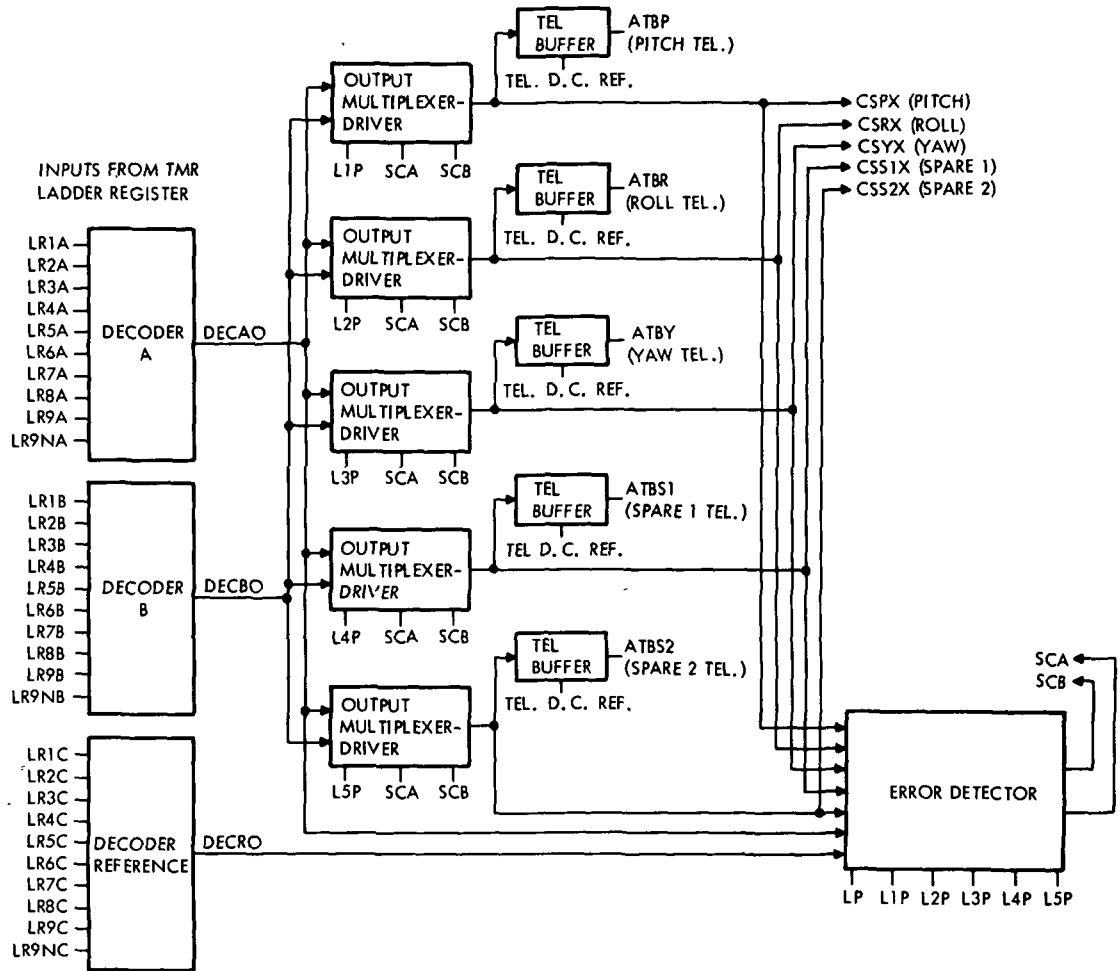 TEL
BUFFER
ATBP
(PITCH TEL.)
TEL. D.C. REF.
OUTPUT
MULTIPLEXER-
DRIVER
L1P SCA SCB
CSPX (PITCH)
CSRX (ROLL)
CSYX (YAW)
CSS1X (SPARE 1)
CSS2X (SPARE 2)
INPUTS FROM TMR
LADDER REGISTER
TEL
BUFFER
ATBR
(ROLL TEL.)
TEL. D.C. REF.
OUTPUT
MULTIPLEXER-
DRIVER
L2P SCA SCB
LR1A
LR2A
LR3A
LR4A
LR5A
LR6A
LR7A
LR8A
LR9A
LR9NA
DECODER
A
DECAO
TEL
BUFFER
ATBY
(YAW TEL.)
TEL. D.C. REF.
OUTPUT
MULTIPLEXER-
DRIVER
L3P SCA SCB
LR1B
LR2B
LR3B
LR4B
LR5B
LR6B
LR7B
LR8B
LR9B
LR9NB
DECODER
B
DECBO
TEL
BUFFER
ATBS1
(SPARE 1 TEL.)
TEL D.C. REF.
OUTPUT
MULTIPLEXER-
DRIVER
L4P SCA SCB
TEL
BUFFER
ATBS2
(SPARE 2 TEL.)
TEL. D.C. REF.
OUTPUT
MULTIPLEXER-
DRIVER
L5P SCA SCB
LR1C
LR2C
LR3C
LR4C
LR5C
LR6C
LR7C
LR8C
LR9C
LR9NC
DECODER
REFERENCE
DECRO
SCA
SCB
ERROR DETECTOR
LP L1P L2P L3P L4P L5P